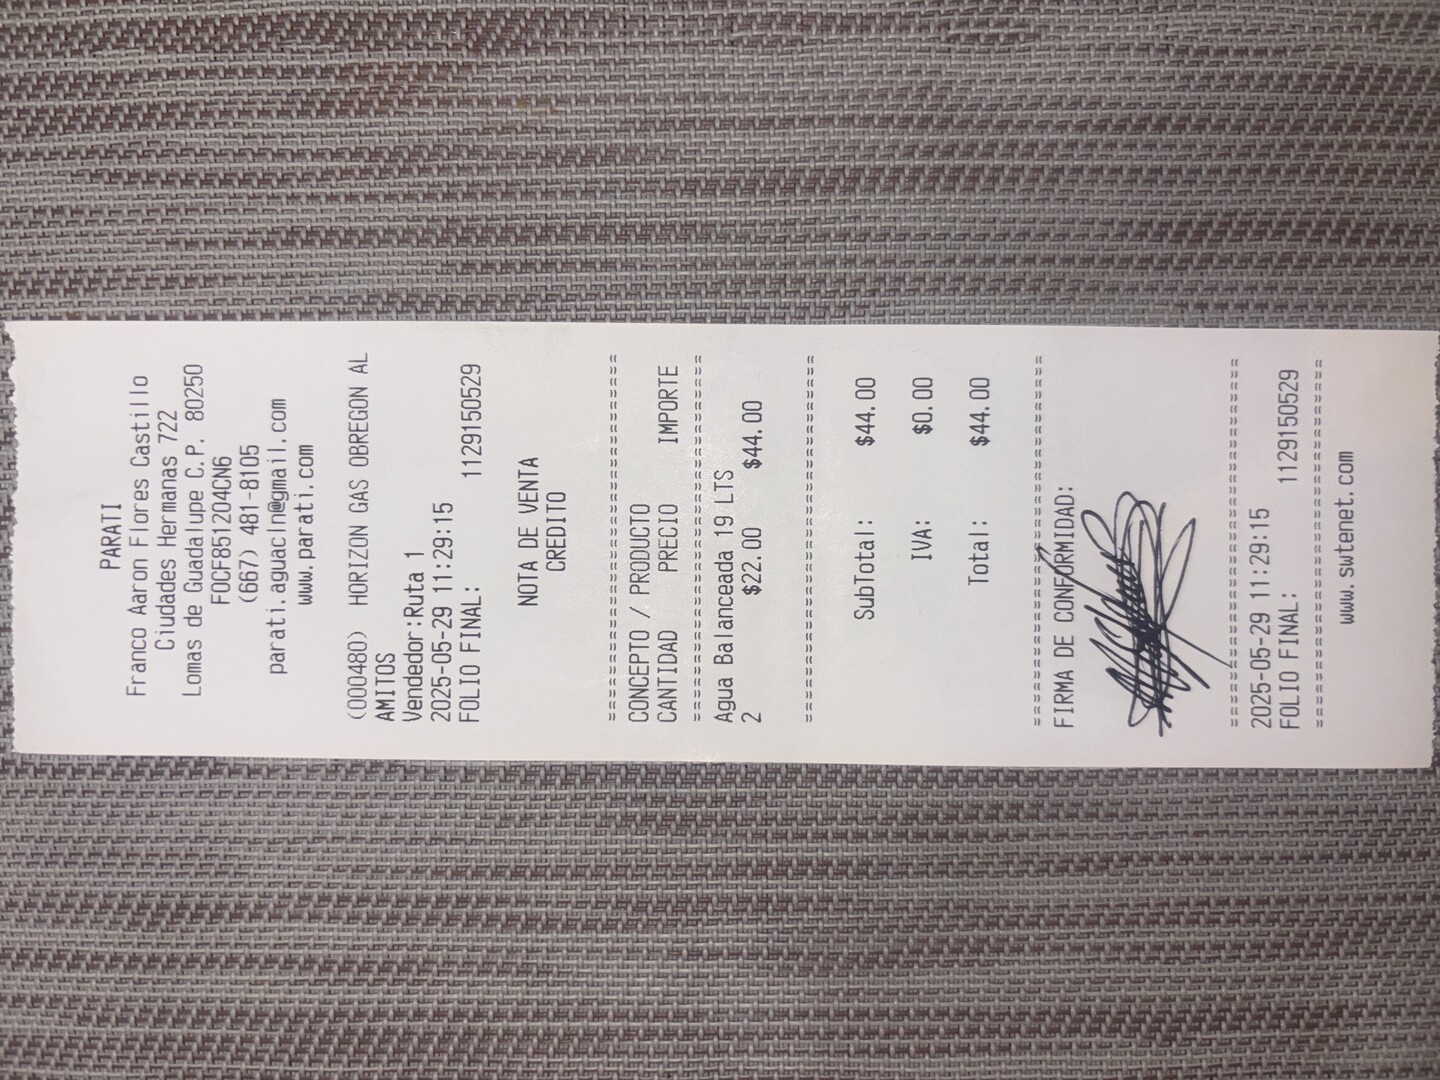 PARATI
Franco Aaron Flores Castillo
Ciudades Hermanas 722
Lomas de Guadalupe C.P. 80250
FOCF851204CN6
(667) 481-8105
parati.aguacln@gmail.com
www.parati.com
(000480) HORIZON GAS OBREGON AL
AMITOS
Vendedor:Ruta 1
2025-05-29 11:29:15
FOLIO FINAL: 1129150529
NOTA DE VENTA
CREDITO
===============================
CONCEPTO / PRODUCTO
CANTIDAD PRECIO IMPORTE
===============================
Agua Balanceada 19 LTS
2 $22.00 $44.00
===============================
SubTotal: $44.00
IVA: $0.00
Total: $44.00
===============================
FIRMA DE CONFORMIDAD:
===============================
2025-05-29 11:29:15
FOLIO FINAL: 1129150529
===============================
www.swtenet.com